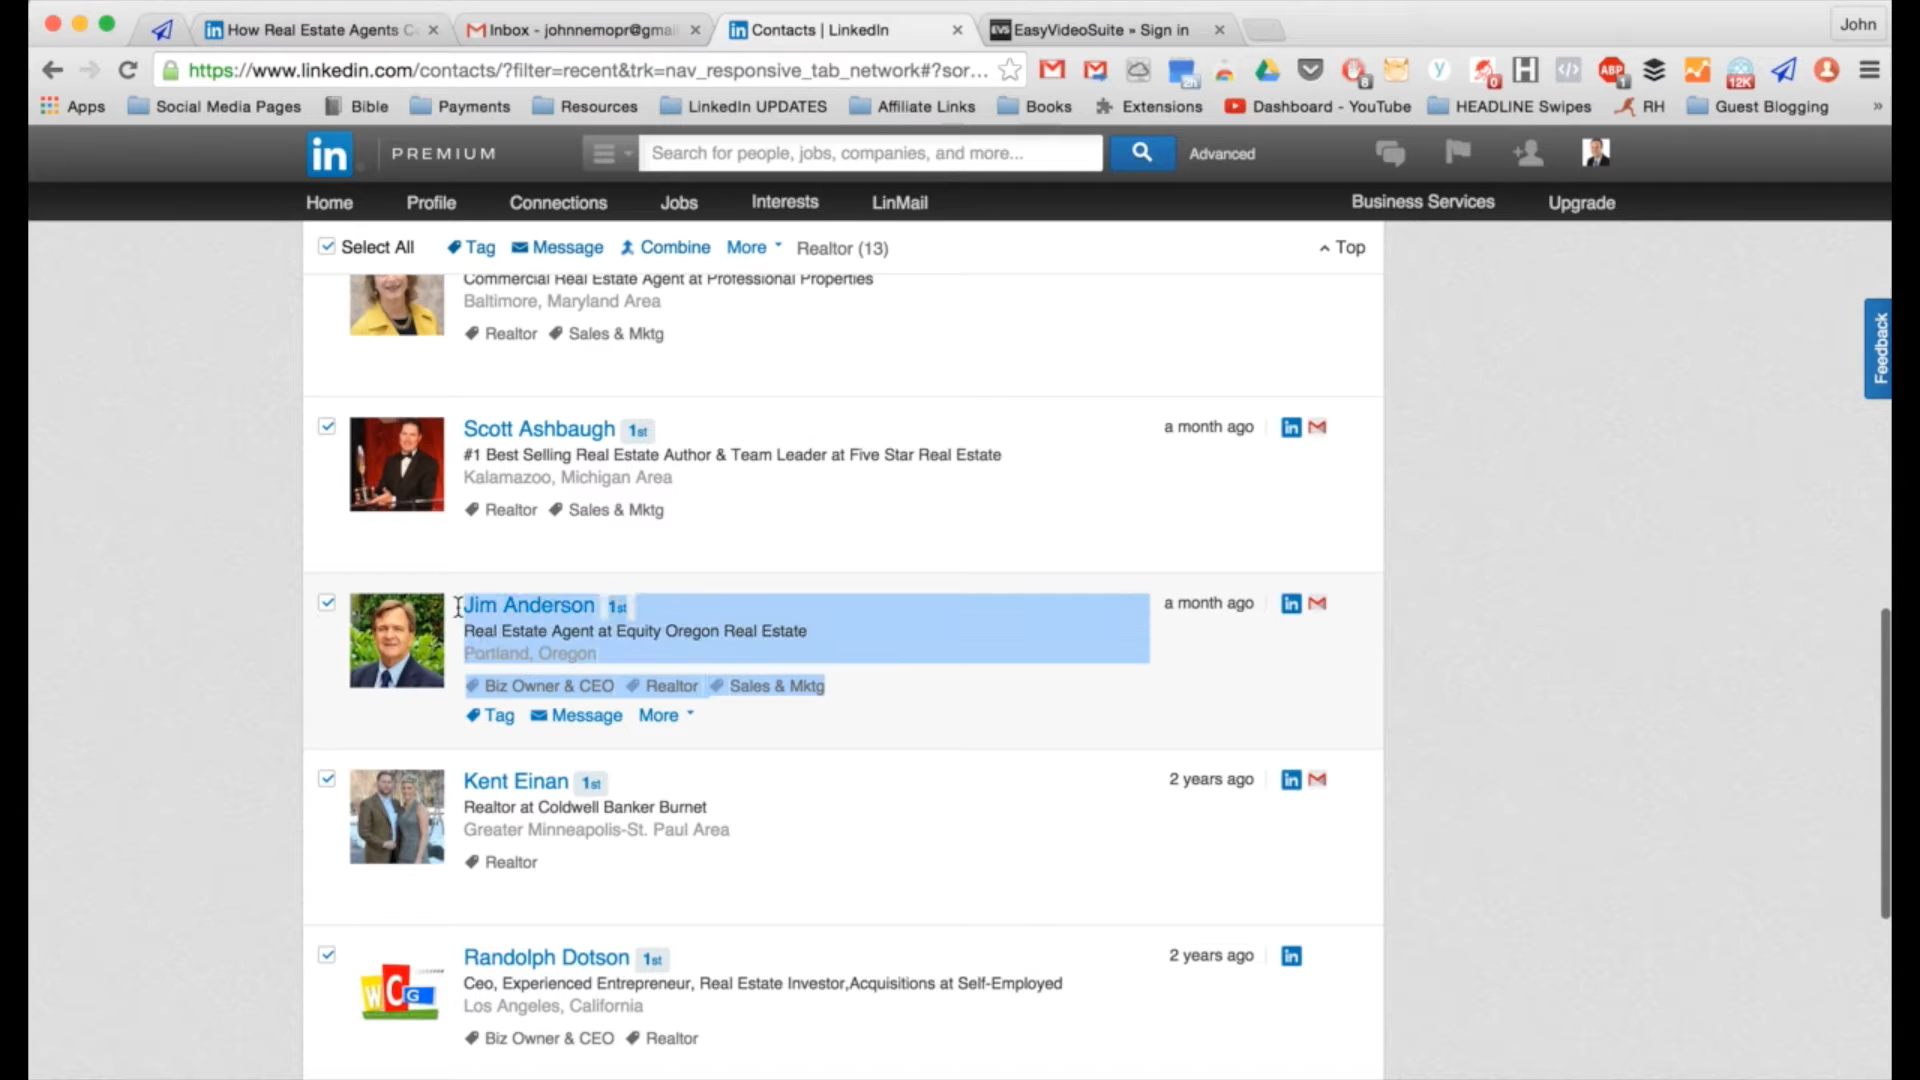 How Real Estate Agents C
Inbox - johnnemopr@gmai
Contacts | LinkedIn
EVS EasyVideoSuite » Sign in
John
https://www.linkedin.com/contacts/?filter=recent&trk=nav_responsive_tab_network#?sor...
Apps Social Media Pages Bible Payments Resources LinkedIn UPDATES Affiliate Links Books Extensions Dashboard - YouTube HEADLINE Swipes RH Guest Blogging »
in PREMIUM Search for people, jobs, companies, and more... Advanced
Home Profile Connections Jobs Interests LinMail Business Services Upgrade
Select All Tag Message Combine More Realtor (13) Top
Commercial Real Estate Agent at Professional Properties
Baltimore, Maryland Area
Realtor Sales & Mktg
Feedback
Scott Ashbaugh 1st a month ago
#1 Best Selling Real Estate Author & Team Leader at Five Star Real Estate
Kalamazoo, Michigan Area
Realtor Sales & Mktg
Jim Anderson 1st a month ago
Real Estate Agent at Equity Oregon Real Estate
Portland, Oregon
Biz Owner & CEO Realtor Sales & Mktg
Tag Message More
Kent Einan 1st 2 years ago
Realtor at Coldwell Banker Burnet
Greater Minneapolis-St. Paul Area
Realtor
Randolph Dotson 1st 2 years ago
Ceo, Experienced Entrepreneur, Real Estate Investor,Acquisitions at Self-Employed
WCG
Los Angeles, California
Biz Owner & CEO Realtor